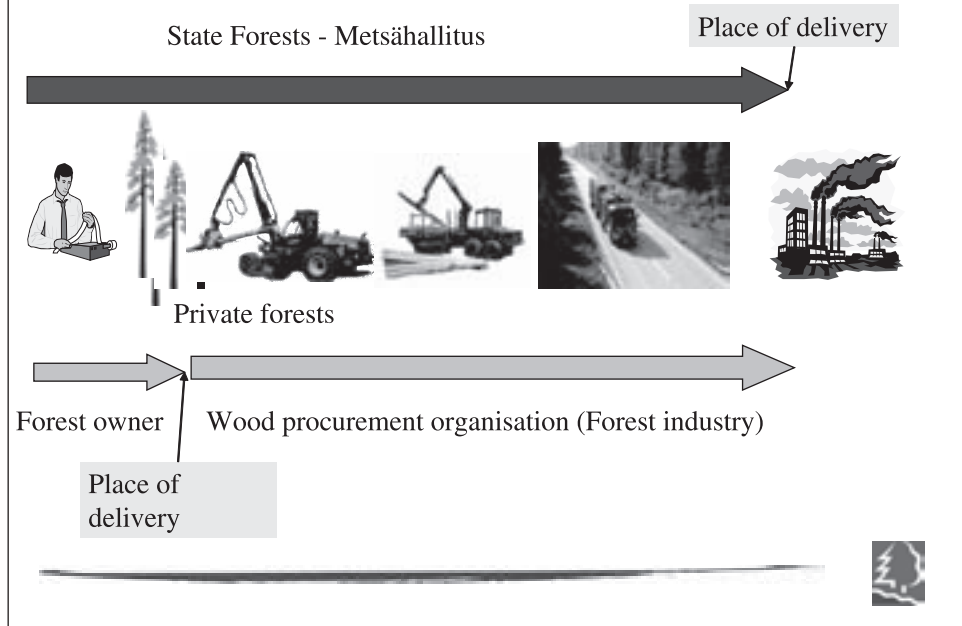 State Forests - Metsähallitus
Place of delivery
Private forests
Forest owner
Wood procurement organisation (Forest industry)
Place of
delivery